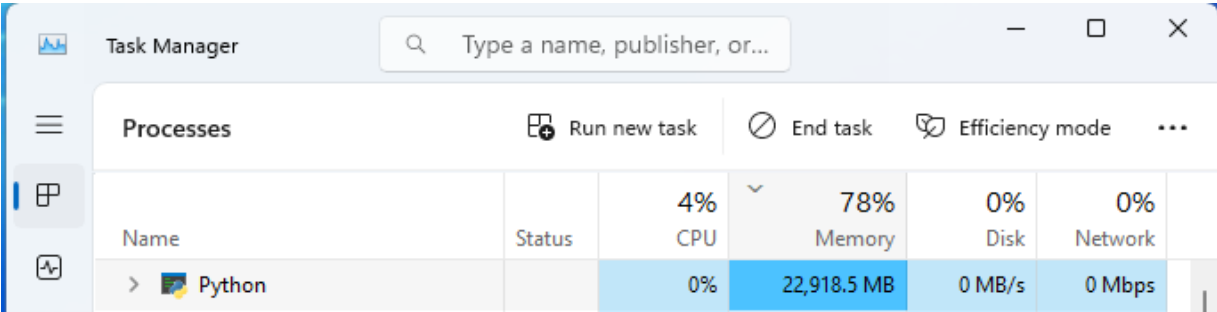 Task Manager
Type a name, publisher, or...
Processes
Run new task
End task
Efficiency mode
4% 78% 0% 0%
Name Status CPU Memory Disk Network
Python 0% 22,918.5 MB 0 MB/s 0 Mbps